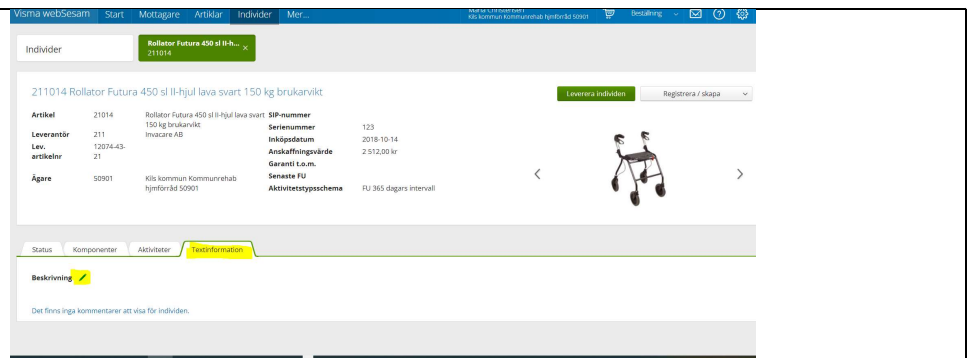 Visma webSesam Start Mottagare Artiklar Individer Mer...
Maria Christensen
Kils kommun Kommunrehab hjmförråd 50901 Beställning
Individer
Rollator Futura 450 sl II-h...
211014
211014 Rollator Futura 450 sl II-hjul lava svart 150 kg brukarvikt
Leverera individen Registrera / skapa
Artikel 21014 Rollator Futura 450 sl II-hjul lava svart 150 kg brukarvikt
Leverantör 211 Invacare AB
Lev. artikelnr 12074-43-21
Ägare 50901 Kils kommun Kommunrehab hjmförråd 50901
SIP-nummer
Serienummer 123
Inköpsdatum 2018-10-14
Anskaffningsvärde 2 512,00 kr
Garanti t.o.m.
Senaste FU
Aktivitetstypsschema FU 365 dagars intervall
Status Komponenter Aktiviteter Textinformation
Beskrivning
Det finns inga kommentarer att visa för individen.